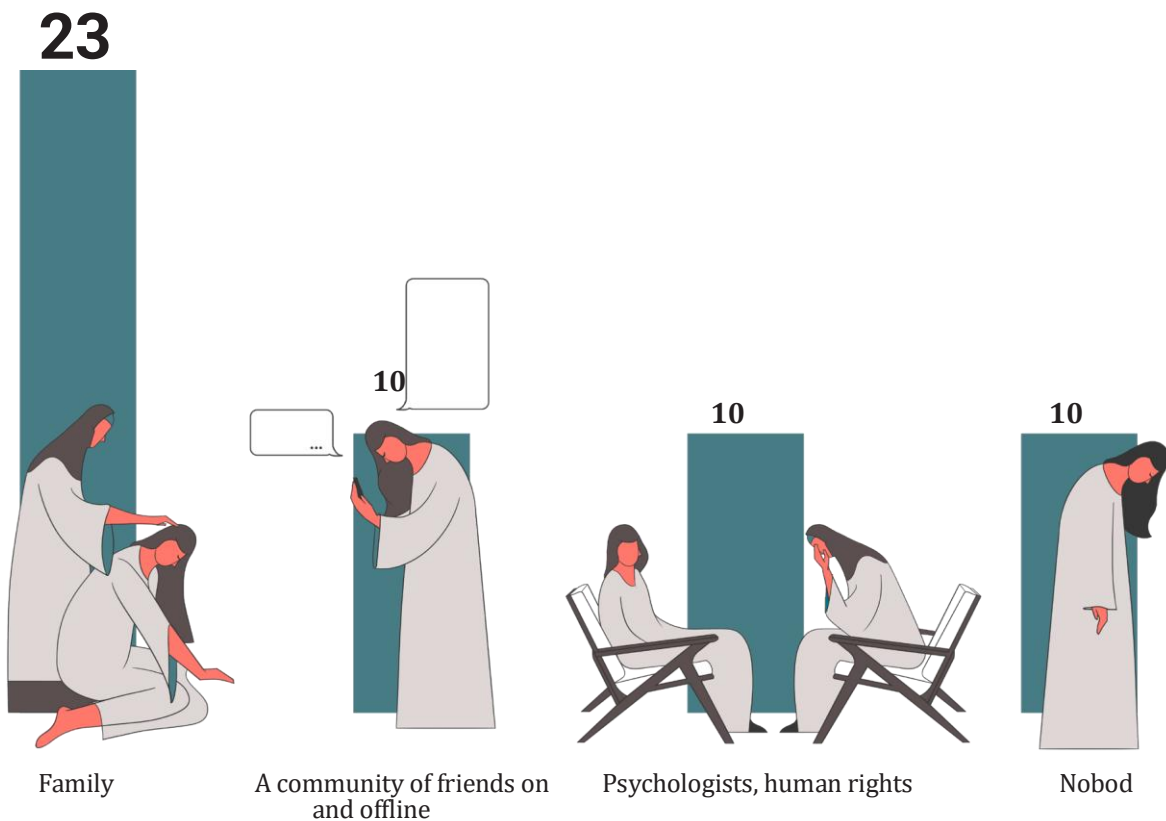 23
10
...
10
10
Family
A community of friends on
and offline
Psychologists, human rights
Nobod